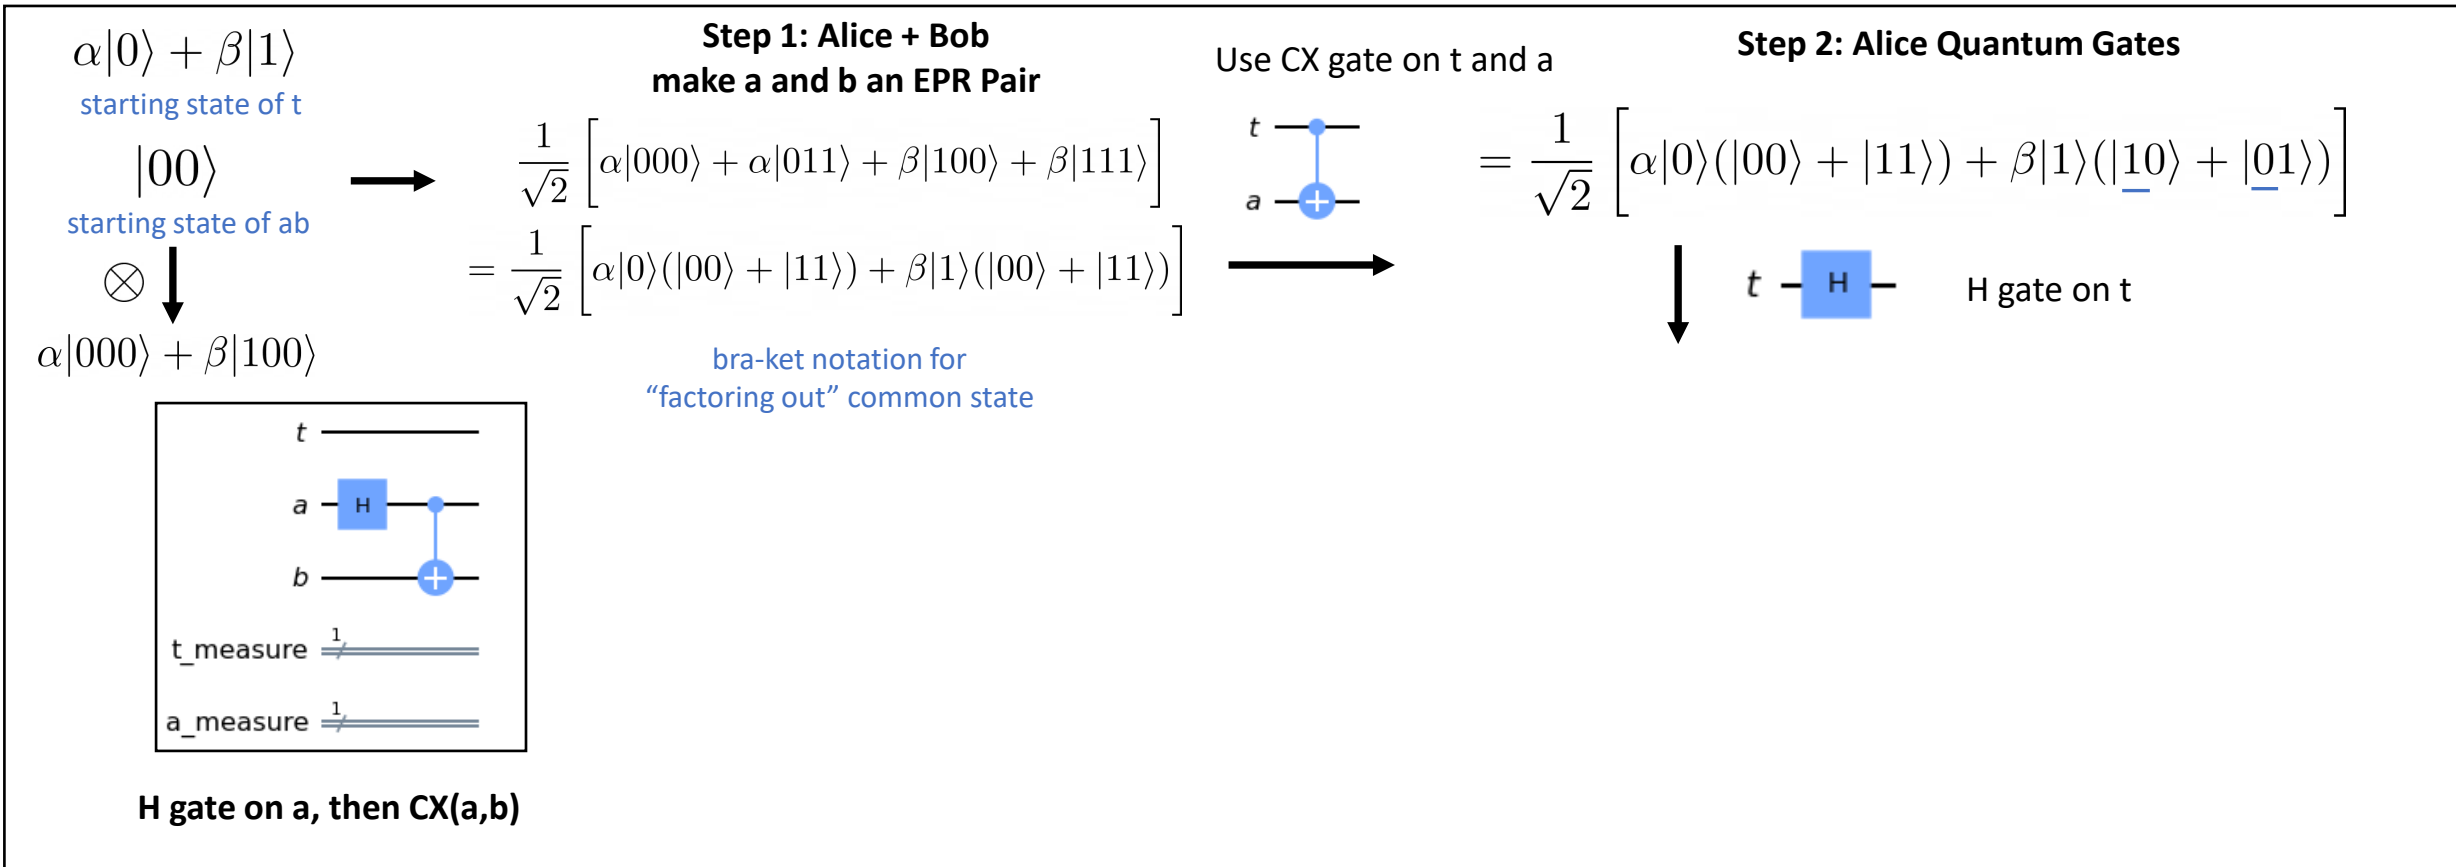 α|0⟩ + β|1⟩
starting state of t
|00⟩
starting state of ab
⊗
α|000⟩ + β|100⟩
t
a H
b
t_measure 1
a_measure 1
H gate on a, then CX(a,b)
Step 1: Alice + Bob
make a and b an EPR Pair
1/√2 [α|000⟩ + α|011⟩ + β|100⟩ + β|111⟩]
= 1/√2 [α|0⟩(|00⟩ + |11⟩) + β|1⟩(|00⟩ + |11⟩)]
bra-ket notation for
“factoring out” common state
Use CX gate on t and a
t
a
Step 2: Alice Quantum Gates
= 1/√2 [α|0⟩(|00⟩ + |11⟩) + β|1⟩(|10⟩ + |01⟩)]
t H
H gate on t